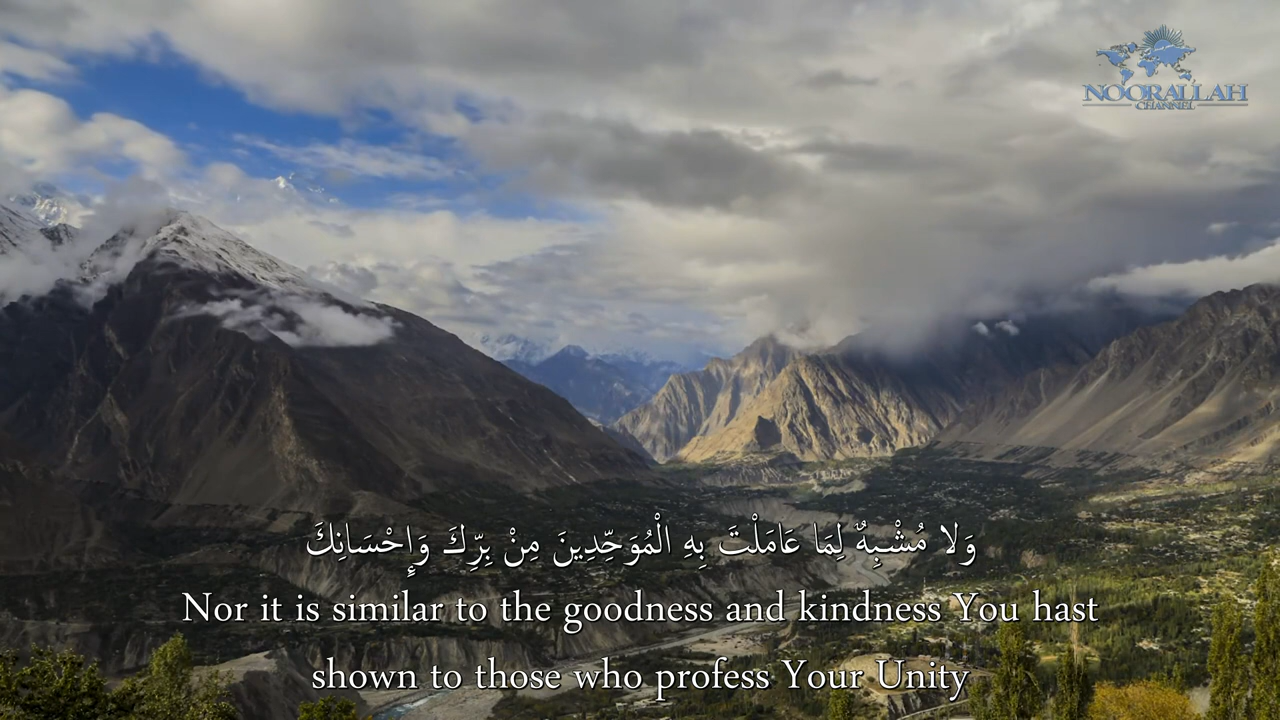 NOORALLAH
CHANNEL
وَلا مُشْبِهٌ لِمَا عَامَلْتَ بِهِ الْمُوَحِّدِينَ مِنْ بِرِّكَ وَإِحْسَانِكَ
Nor it is similar to the goodness and kindness You hast
shown to those who profess Your Unity